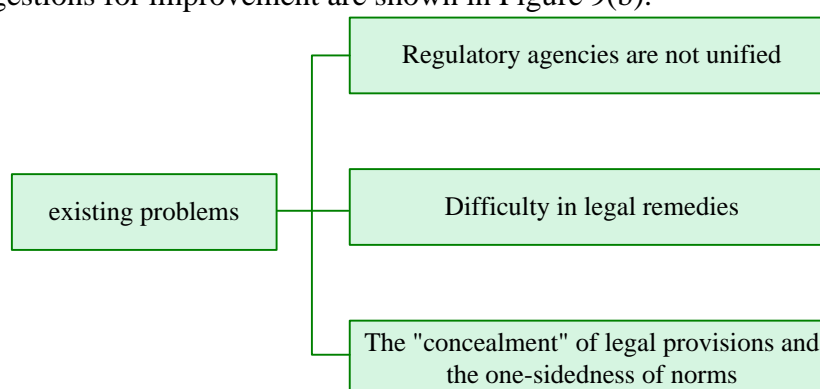 gestions for improvement are shown in Figure 9(b).
Regulatory agencies are not unified
existing problems
Difficulty in legal remedies
The "concealment" of legal provisions and
the one-sidedness of norms